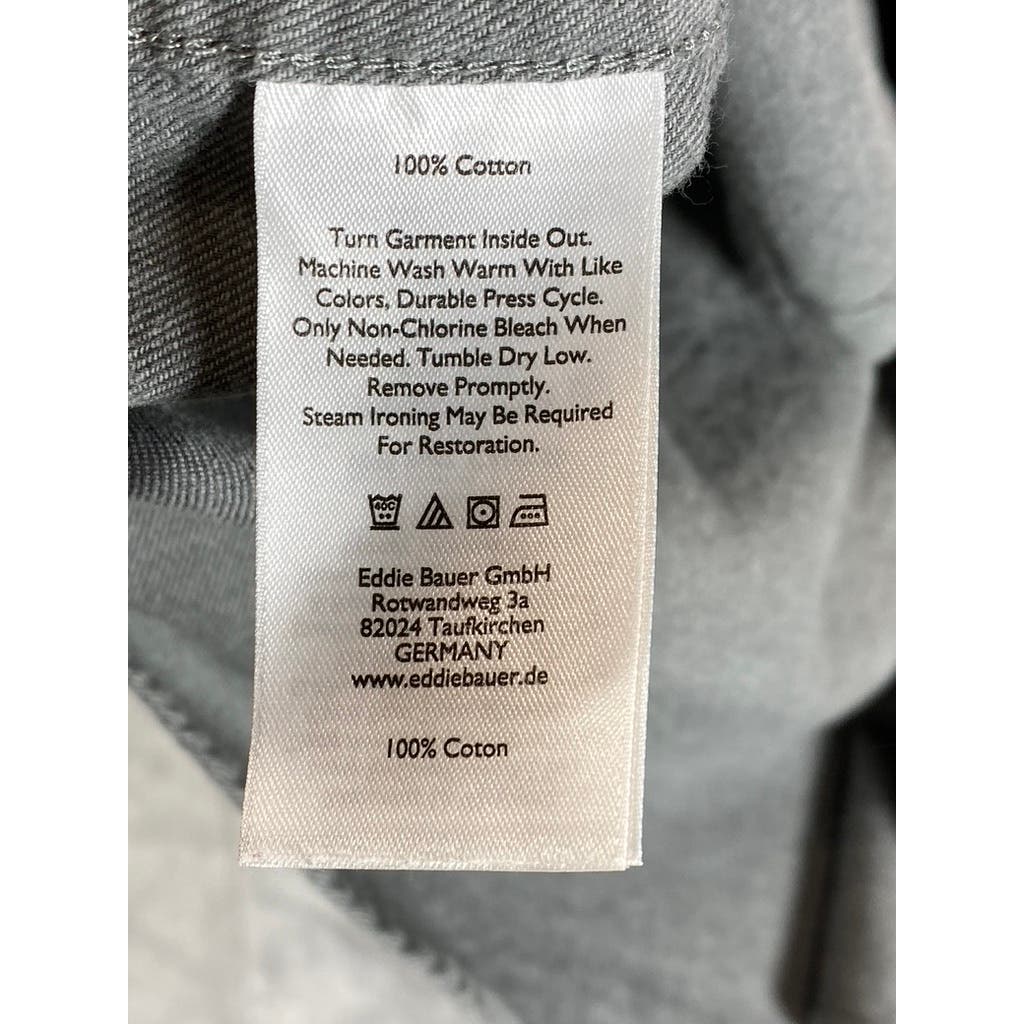 100% Cotton
Turn Garment Inside Out.
Machine Wash Warm With Like
Colors, Durable Press Cycle.
Only Non-Chlorine Bleach When
Needed. Tumble Dry Low.
Remove Promptly.
Steam Ironing May Be Required
For Restoration.
40C
Eddie Bauer GmbH
Rotwandweg 3a
82024 Taufkirchen
GERMANY
www.eddiebauer.de
100% Coton